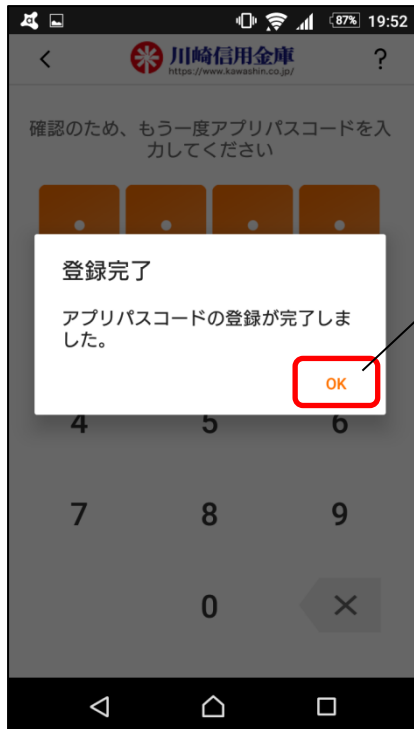 87% 19:52
川崎信用金庫
https://www.kawashin.co.jp/
?
確認のため、もう一度アプリパスコードを入
力してください
登録完了
アプリパスコードの登録が完了しま
した。
OK
4 5 6
7 8 9
0